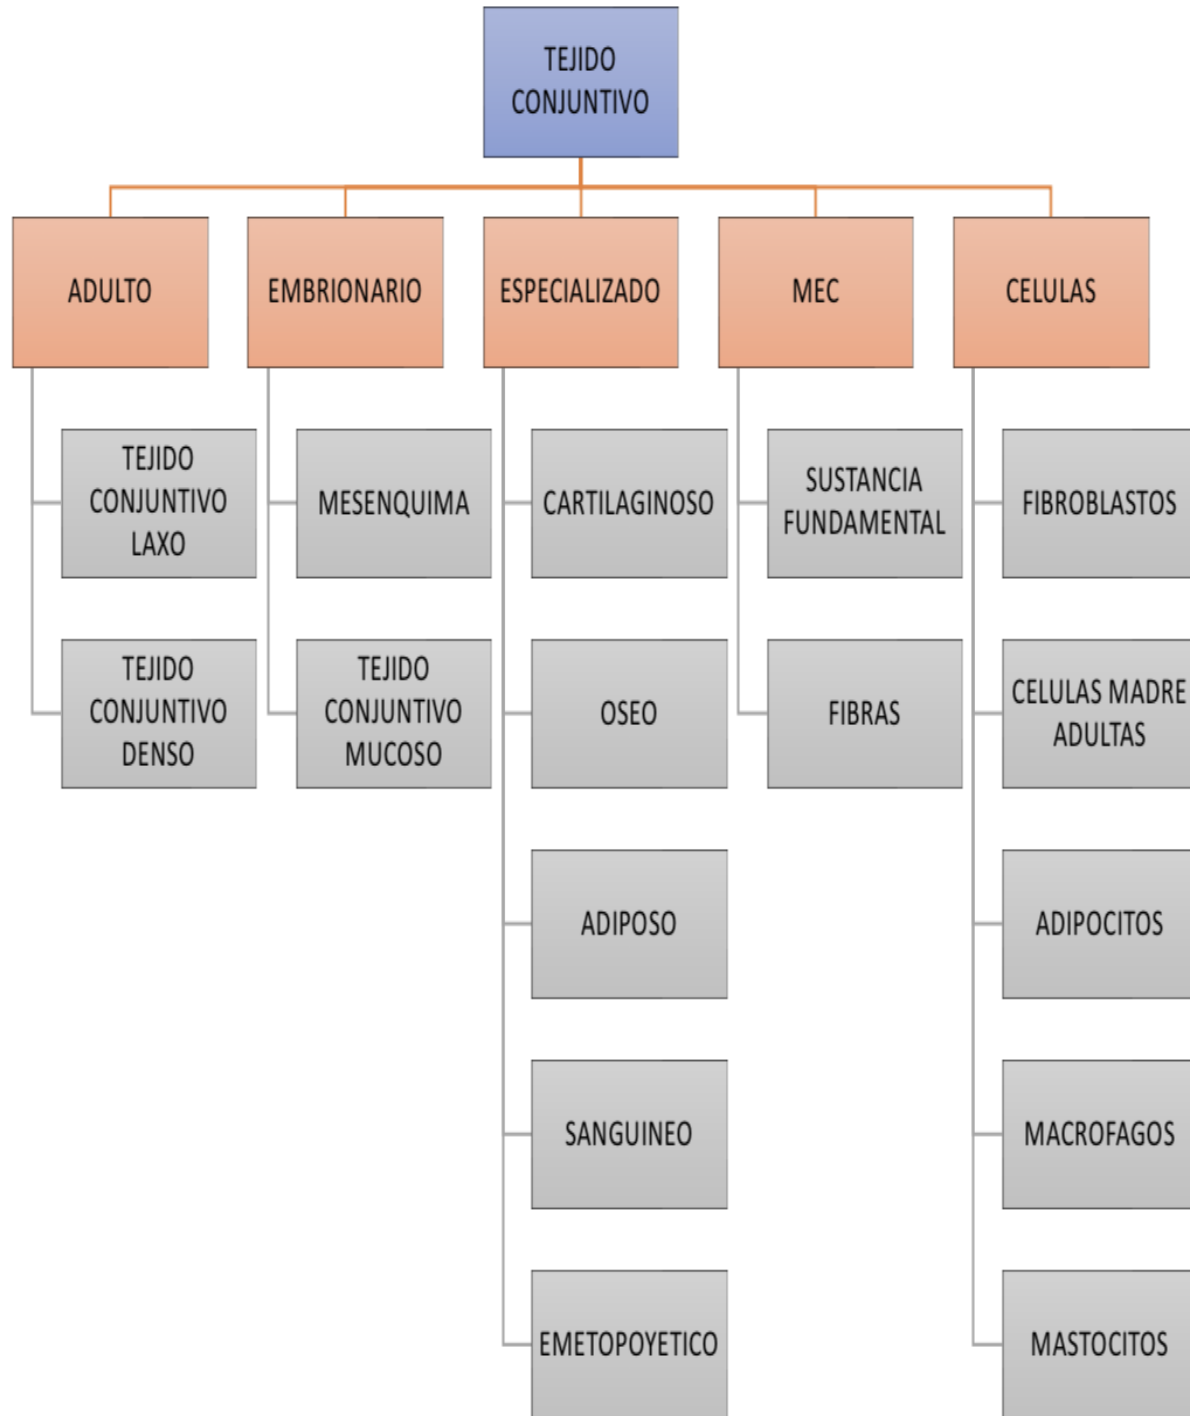 TEJIDO
CONJUNTIVO
ADULTO
EMBRIONARIO
ESPECIALIZADO
MEC
CELULAS
TEJIDO
CONJUNTIVO
LAXO
MESENQUIMA
CARTILAGINOSO
SUSTANCIA
FUNDAMENTAL
FIBROBLASTOS
TEJIDO
CONJUNTIVO
DENSO
TEJIDO
CONJUNTIVO
MUCOSO
OSEO
FIBRAS
CELULAS MADRE
ADULTAS
ADIPOSO
ADIPOCITOS
SANGUINEO
MACROFAGOS
EMETOPOYETICO
MASTOCITOS